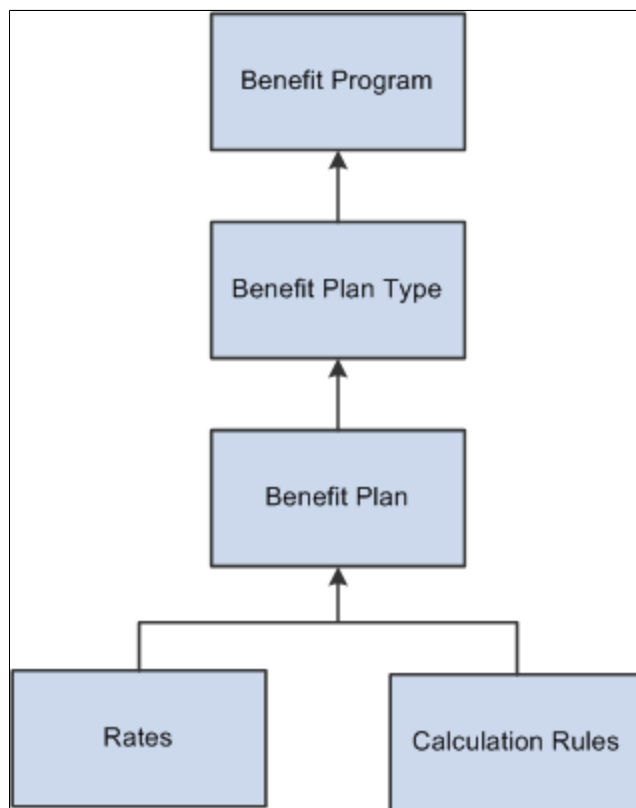 Benefit Program
Benefit Plan Type
Benefit Plan
Rates
Calculation Rules